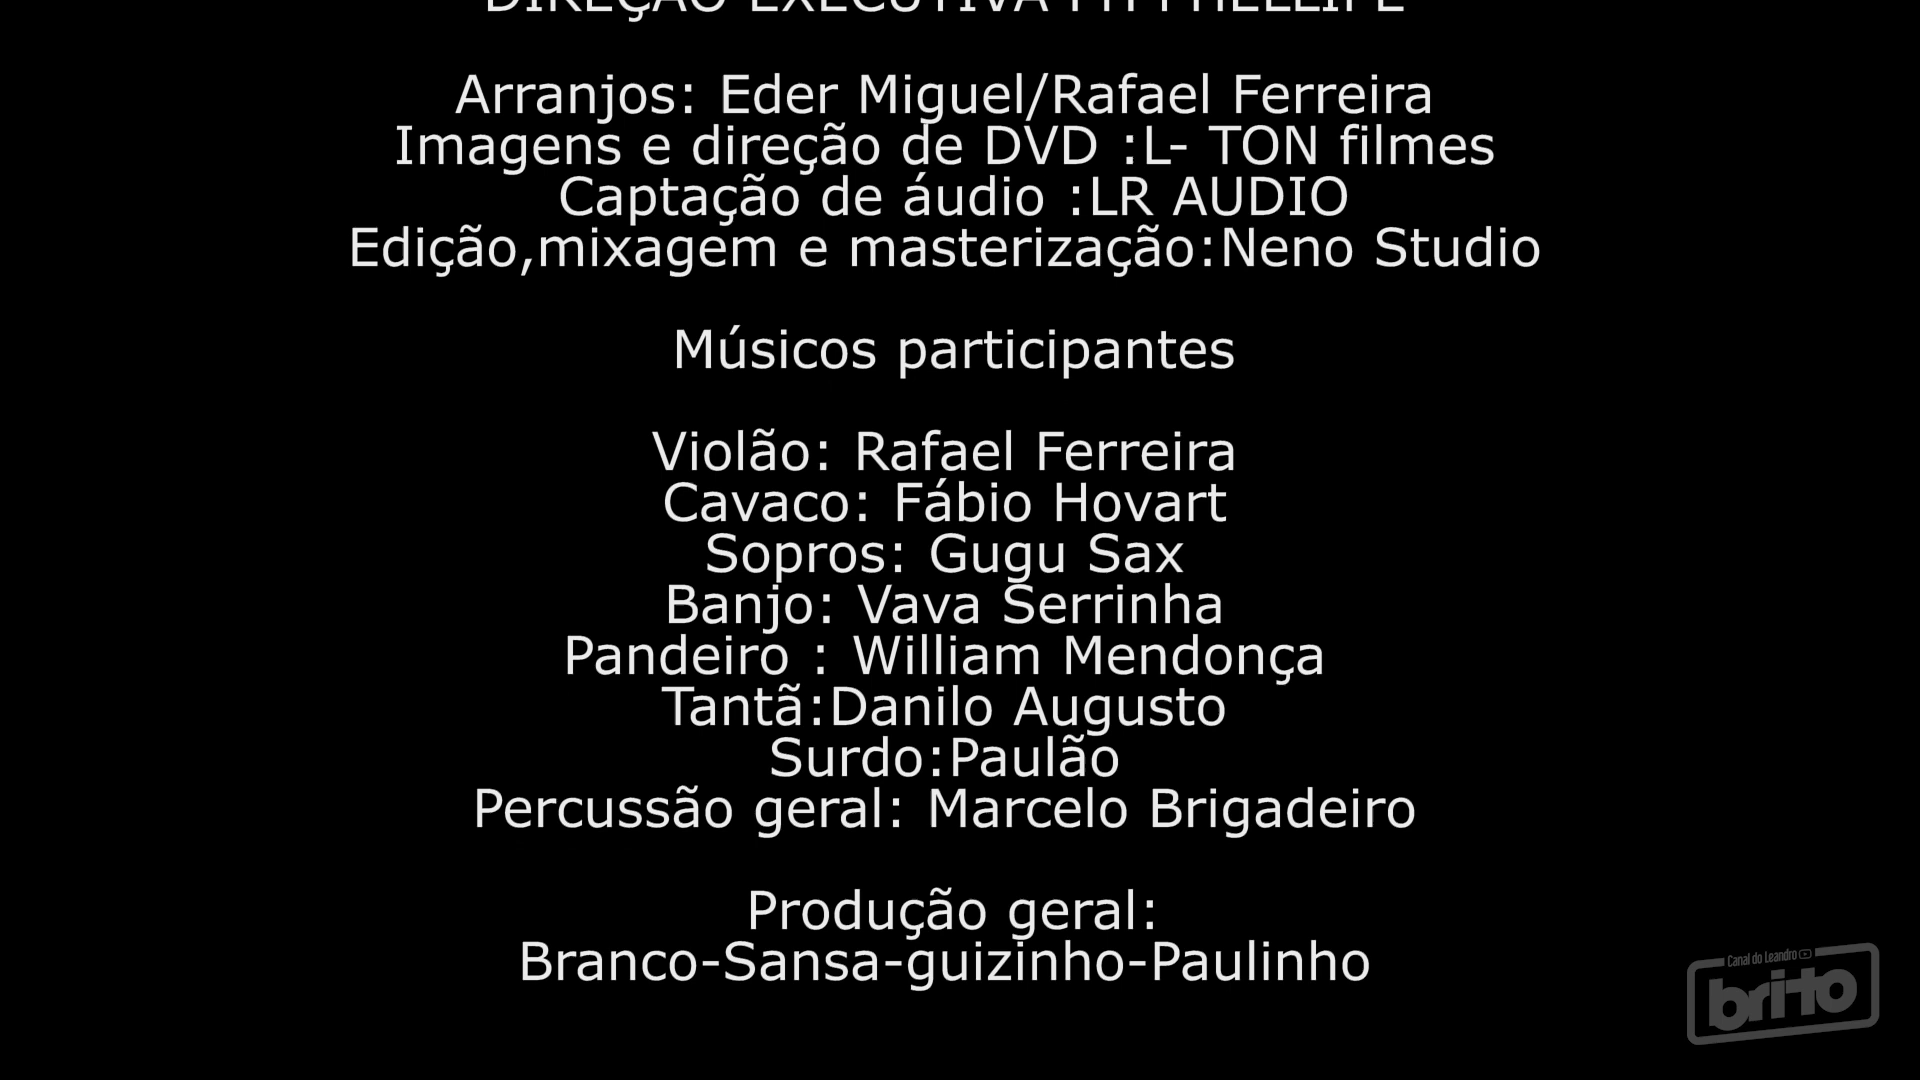 DIREÇÃO EXECUTIVA
Arranjos: Eder Miguel/Rafael Ferreira
Imagens e direção de DVD :L- TON filmes
Captação de áudio :LR AUDIO
Edição,mixagem e masterização:Neno Studio
Músicos participantes
Violão: Rafael Ferreira
Cavaco: Fábio Hovart
Sopros: Gugu Sax
Banjo: Vava Serrinha
Pandeiro : William Mendonça
Tantã:Danilo Augusto
Surdo:Paulão
Percussão geral: Marcelo Brigadeiro
Produção geral:
Branco-Sansa-guizinho-Paulinho
Canal do Leandro
brito